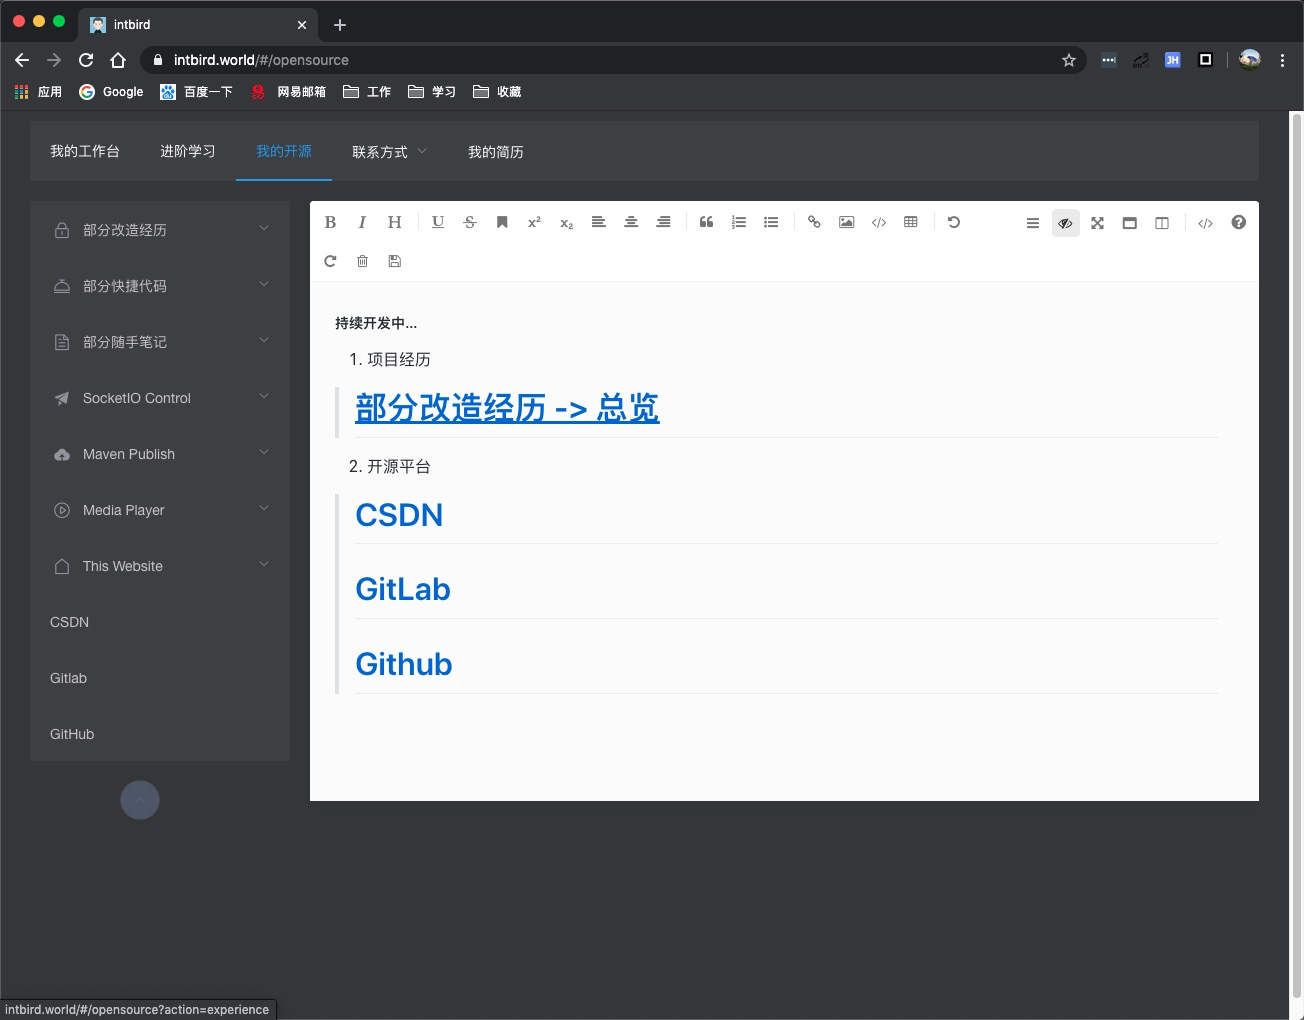 intbird
intbird.world/#/opensource
JH
应用 Google 百度一下 网易邮箱 工作 学习 收藏
我的工作台 进阶学习 我的开源 联系方式 我的简历
部分改造经历
部分快捷代码
部分随手笔记
SocketIO Control
Maven Publish
Media Player
This Website
CSDN
Gitlab
GitHub
B I H U S x² x₂
持续开发中...
1. 项目经历
部分改造经历 -> 总览
2. 开源平台
CSDN
GitLab
Github
intbird.world/#/opensource?action=experience